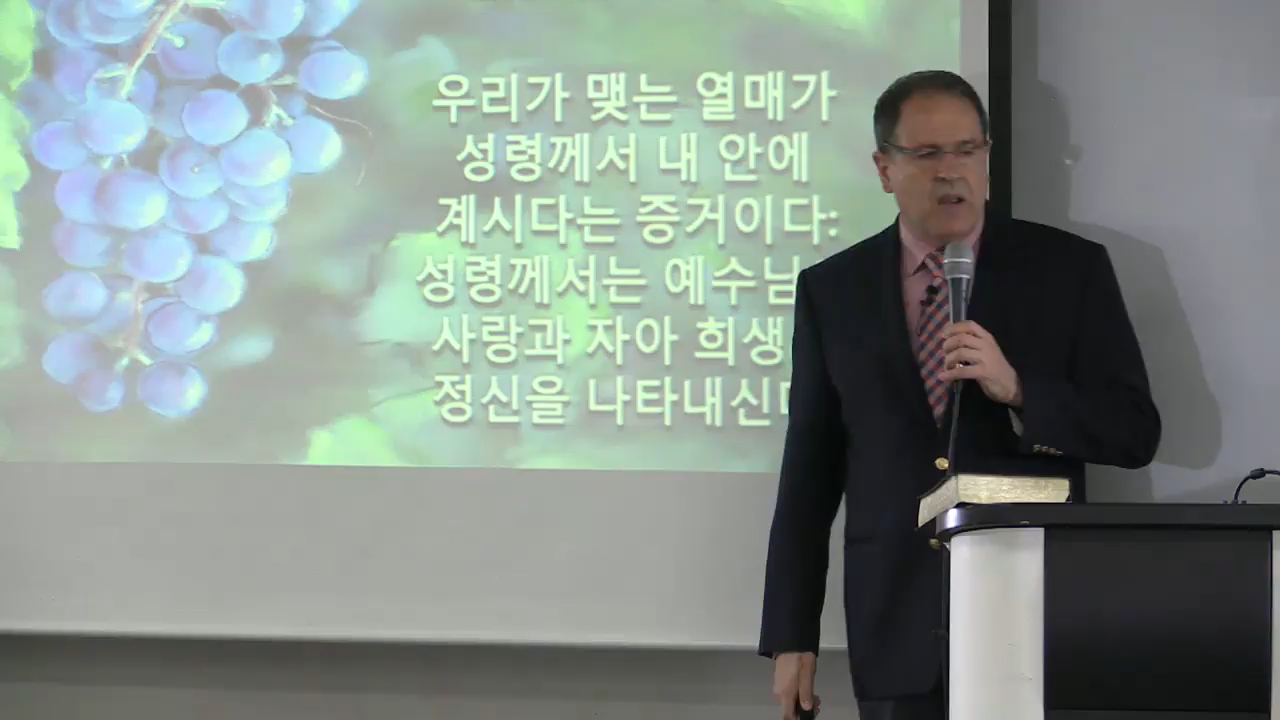 우리가 맺는 열매가
성령께서 내 안에
계시다는 증거이다:
성령께서는 예수님
사랑과 자아 희생
정신을 나타내신